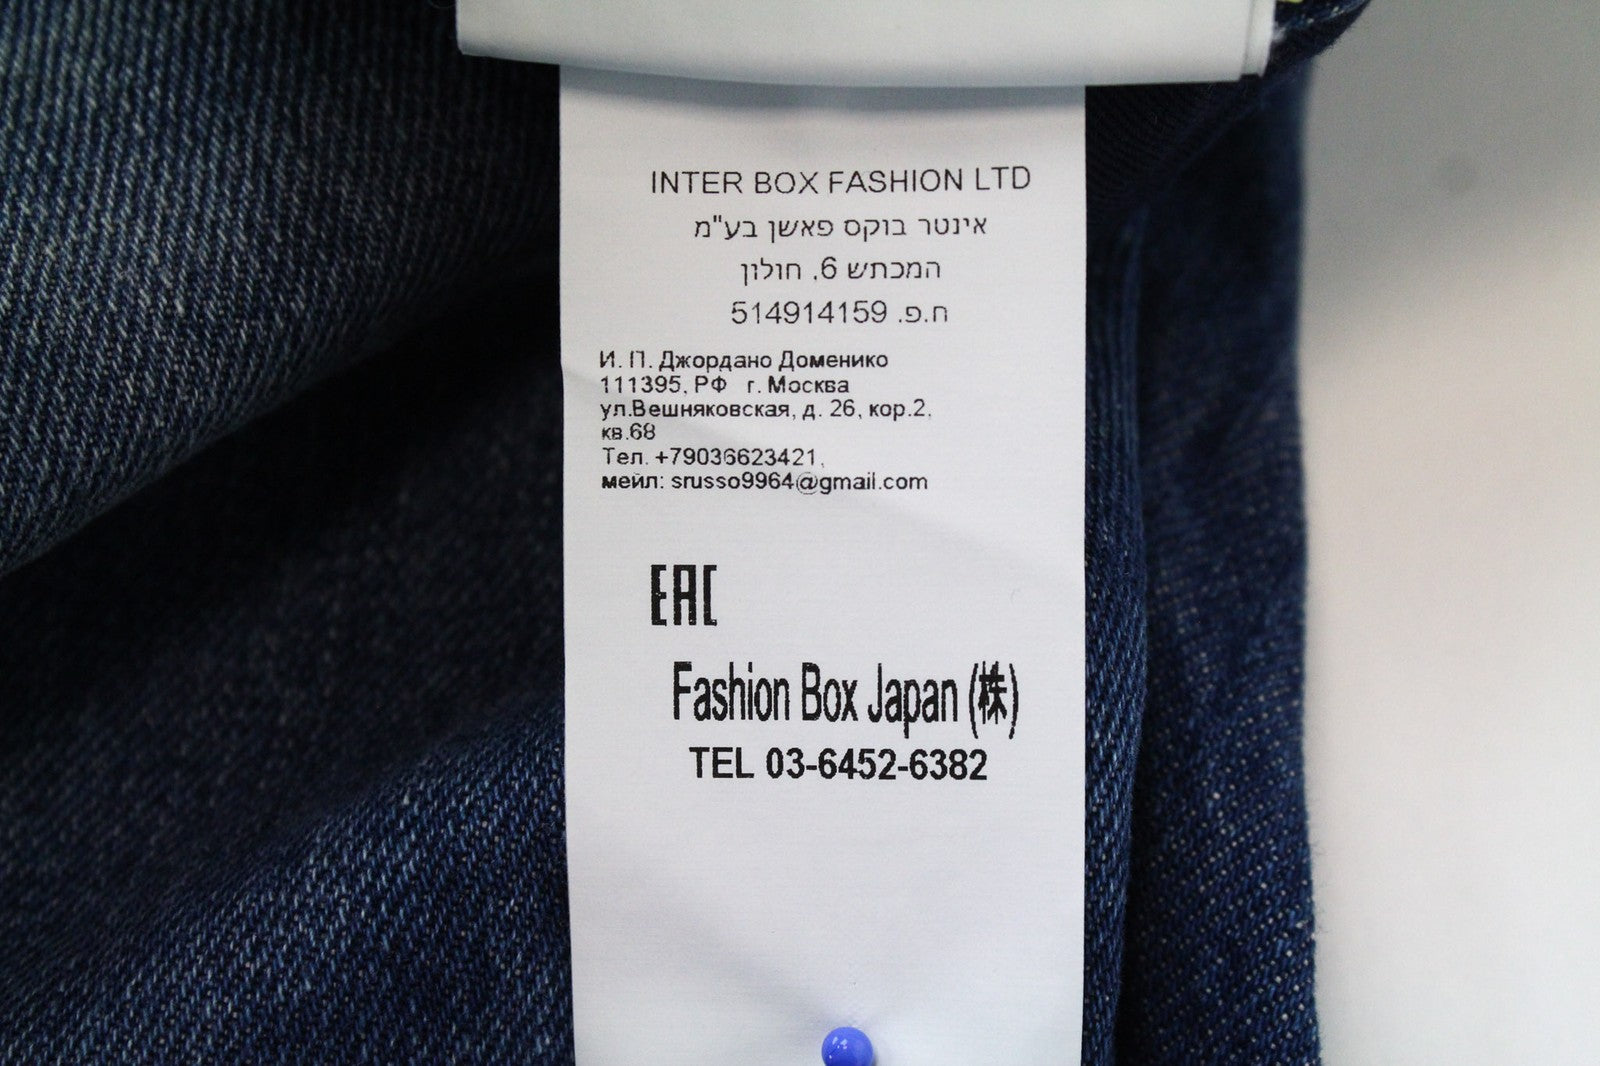 INTER BOX FASHION LTD
אינטר בוקס פאשן בע"מ
המכתש 6, חולון
ח.פ. 514914159
И. П. Джордано Доменико
111395, РФ г. Москва
ул.Вешняковская, д. 26, кор.2,
кв.68
Тел. +79036623421,
мейл: srusso9964@gmail.com
EAC
Fashion Box Japan (株)
TEL 03-6452-6382